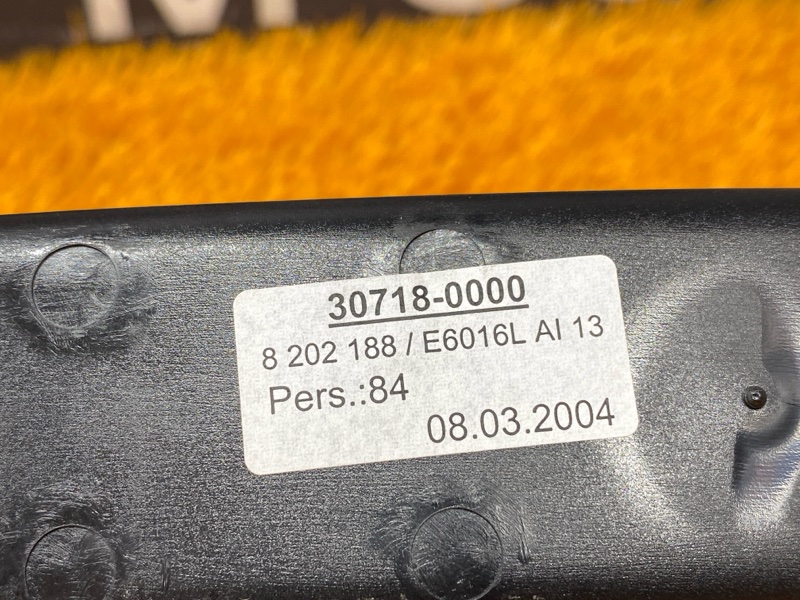 30718-0000
8 202 188 / E6016L AI 13
Pers.:84
08.03.2004